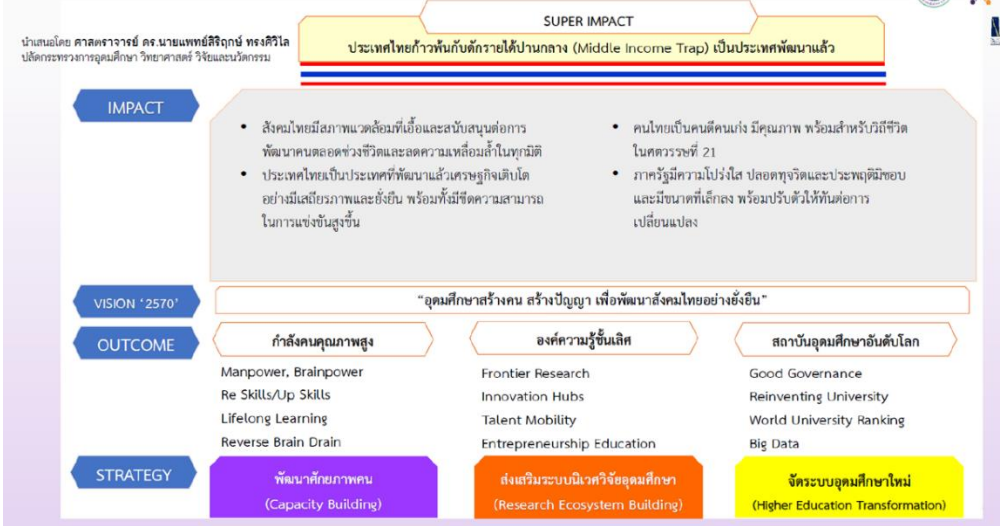 SUPER IMPACT
นำเสนอโดย ศาสตราจารย์ ดร.นายแพทย์สิริฤกษ์ ทรงศิวิไล
ปลัดกระทรวงการอุดมศึกษา วิทยาศาสตร์ วิจัยและนวัตกรรม
ประเทศไทยก้าวพ้นกับดักรายได้ปานกลาง (Middle Income Trap) เป็นประเทศพัฒนาแล้ว
IMPACT
• สังคมไทยมีสภาพแวดล้อมที่เอื้อและสนับสนุนต่อการ
พัฒนาคนตลอดช่วงชีวิตและลดความเหลื่อมล้ำในทุกมิติ
• ประเทศไทยเป็นประเทศที่พัฒนาแล้วเศรษฐกิจเติบโต
อย่างมีเสถียรภาพและยั่งยืน พร้อมทั้งมีขีดความสามารถ
ในการแข่งขันสูงขึ้น
• คนไทยเป็นคนดีคนเก่ง มีคุณภาพ พร้อมสำหรับวิถีชีวิต
ในศตวรรษที่ 21
• ภาครัฐมีความโปร่งใส ปลอดทุจริตและประพฤติมิชอบ
และมีขนาดที่เล็กลง พร้อมปรับตัวให้ทันต่อการ
เปลี่ยนแปลง
VISION ‘2570’
“อุดมศึกษาสร้างคน สร้างปัญญา เพื่อพัฒนาสังคมไทยอย่างยั่งยืน”
OUTCOME
กำลังคนคุณภาพสูง
Manpower, Brainpower
Re Skills/Up Skills
Lifelong Learning
Reverse Brain Drain
องค์ความรู้ชั้นเลิศ
Frontier Research
Innovation Hubs
Talent Mobility
Entrepreneurship Education
สถาบันอุดมศึกษาอันดับโลก
Good Governance
Reinventing University
World University Ranking
Big Data
STRATEGY
พัฒนาศักยภาพคน
(Capacity Building)
ส่งเสริมระบบนิเวศวิจัยอุดมศึกษา
(Research Ecosystem Building)
จัดระบบอุดมศึกษาใหม่
(Higher Education Transformation)